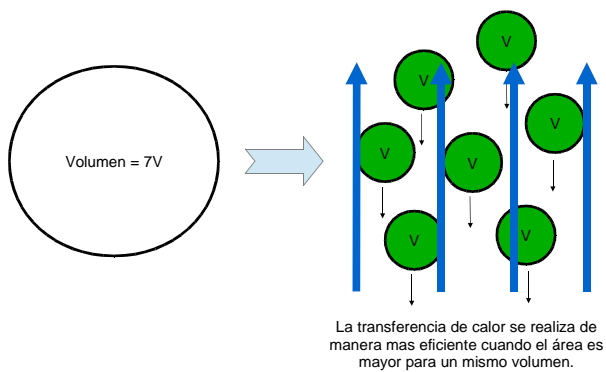 Volumen = 7V
V
V
V
V
V
V
V
La transferencia de calor se realiza de
manera mas eficiente cuando el área es
mayor para un mismo volumen.